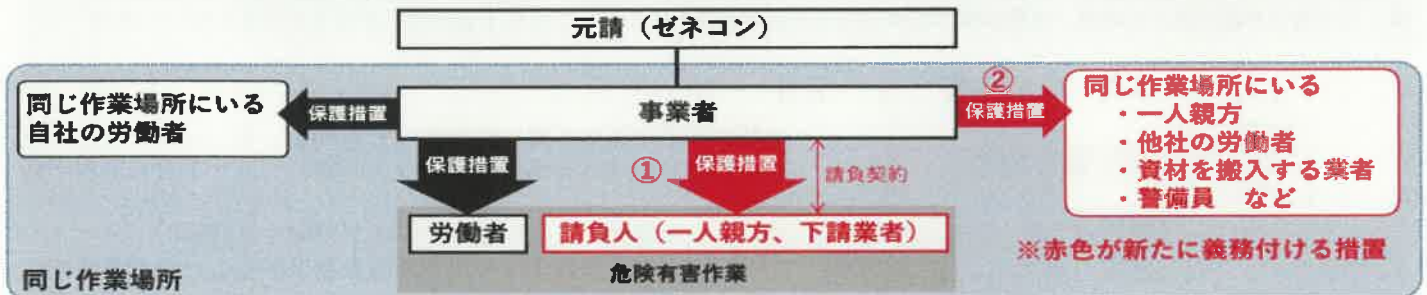 元請（ゼネコン）
同じ作業場所にいる
自社の労働者
保護措置
事業者
②
保護措置
同じ作業場所にいる
・一人親方
・他社の労働者
・資材を搬入する業者
・警備員　など
保護措置
①
保護措置
請負契約
労働者
請負人（一人親方、下請業者）
危険有害作業
※赤色が新たに義務付ける措置
同じ作業場所